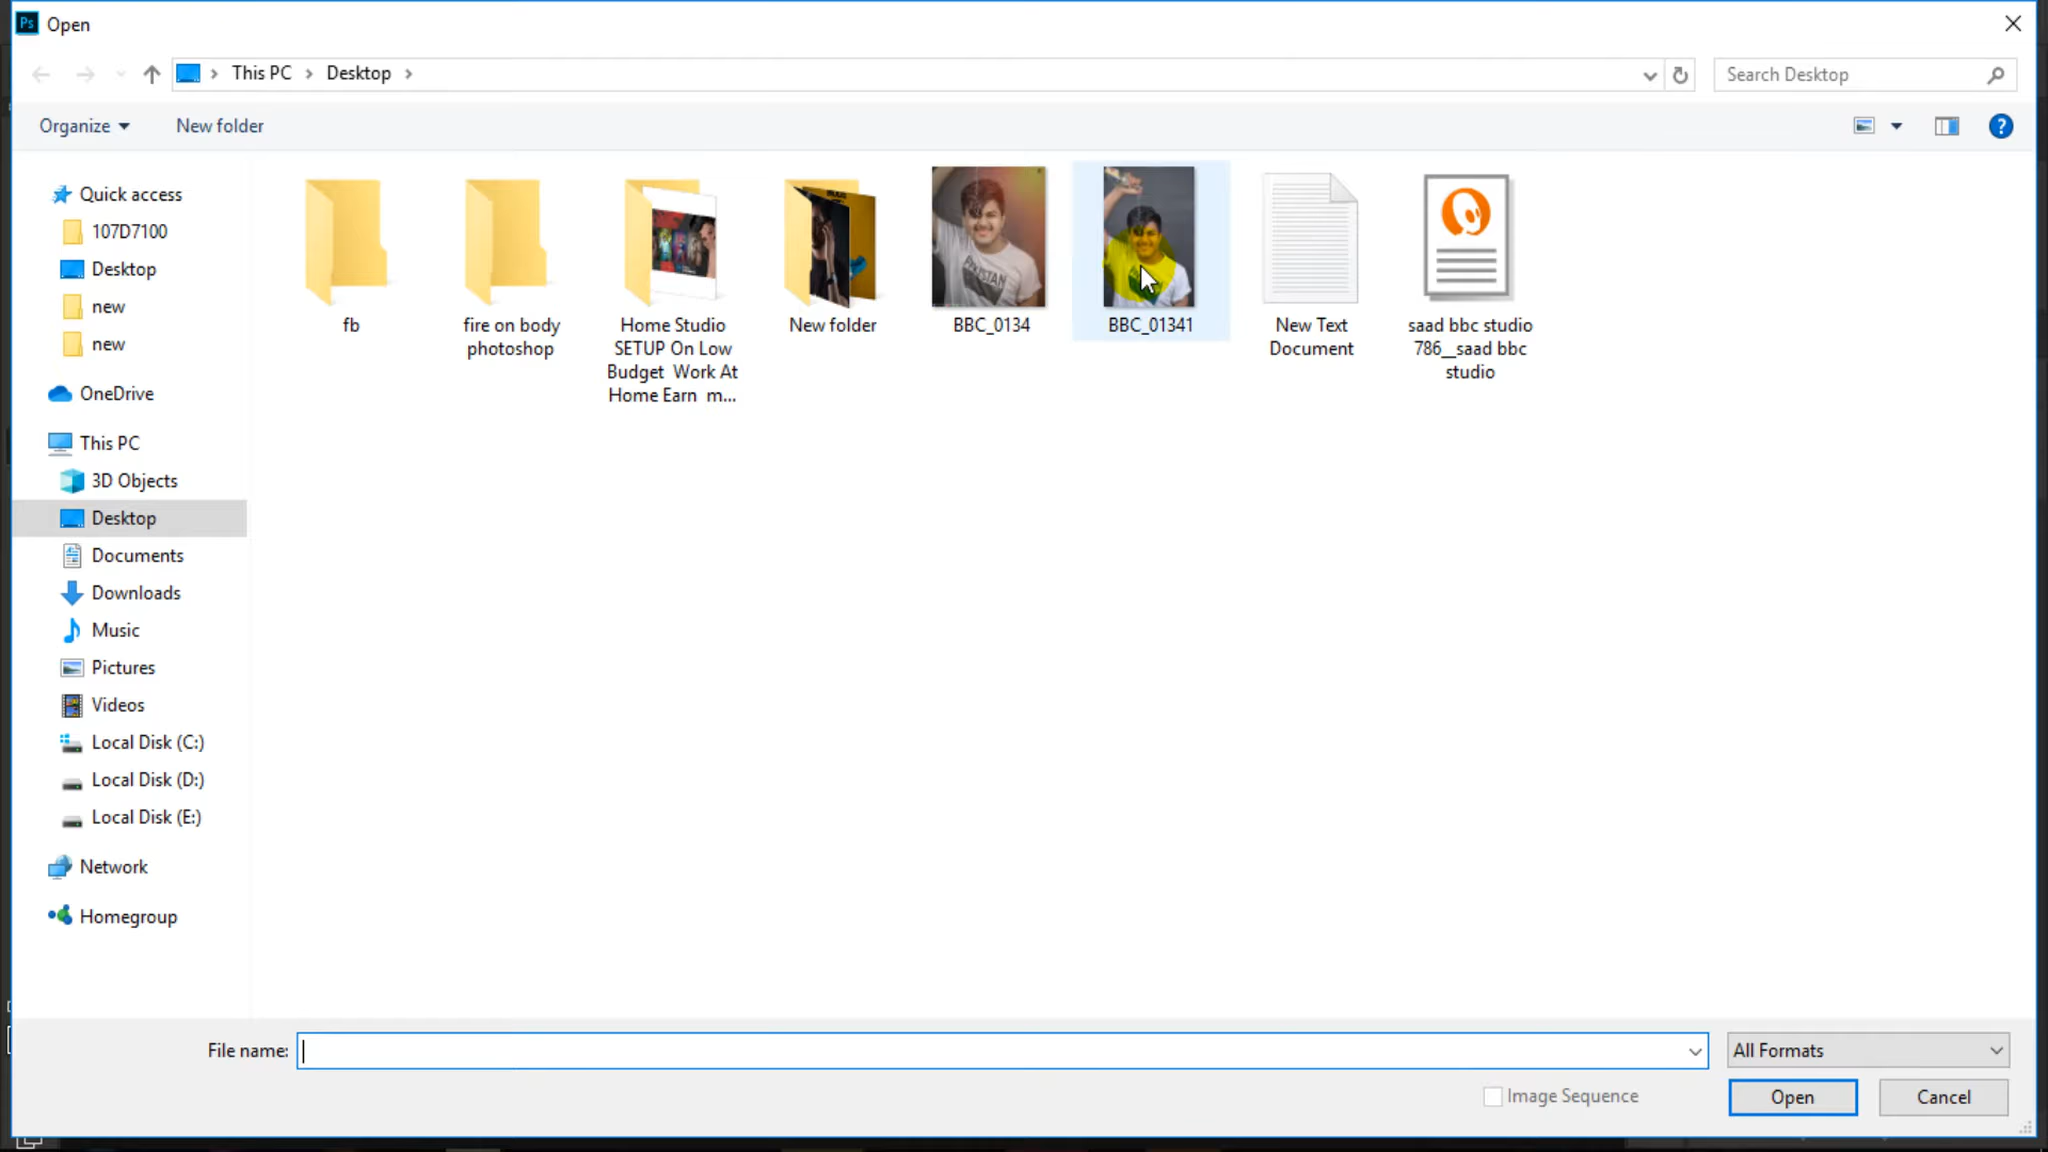 Ps Open
This PC > Desktop >
Search Desktop
Organize
New folder
?
Quick access
107D7100
Desktop
new
new
OneDrive
This PC
3D Objects
Desktop
Documents
Downloads
Music
Pictures
Videos
Local Disk (C:)
Local Disk (D:)
Local Disk (E:)
Network
Homegroup
fb
fire on body
photoshop
Home Studio
SETUP On Low
Budget Work At
Home Earn m...
New folder
PAKISTAN
BBC_0134
BBC_01341
New Text
Document
saad bbc studio
786__saad bbc
studio
File name:
All Formats
Image Sequence
Open
Cancel